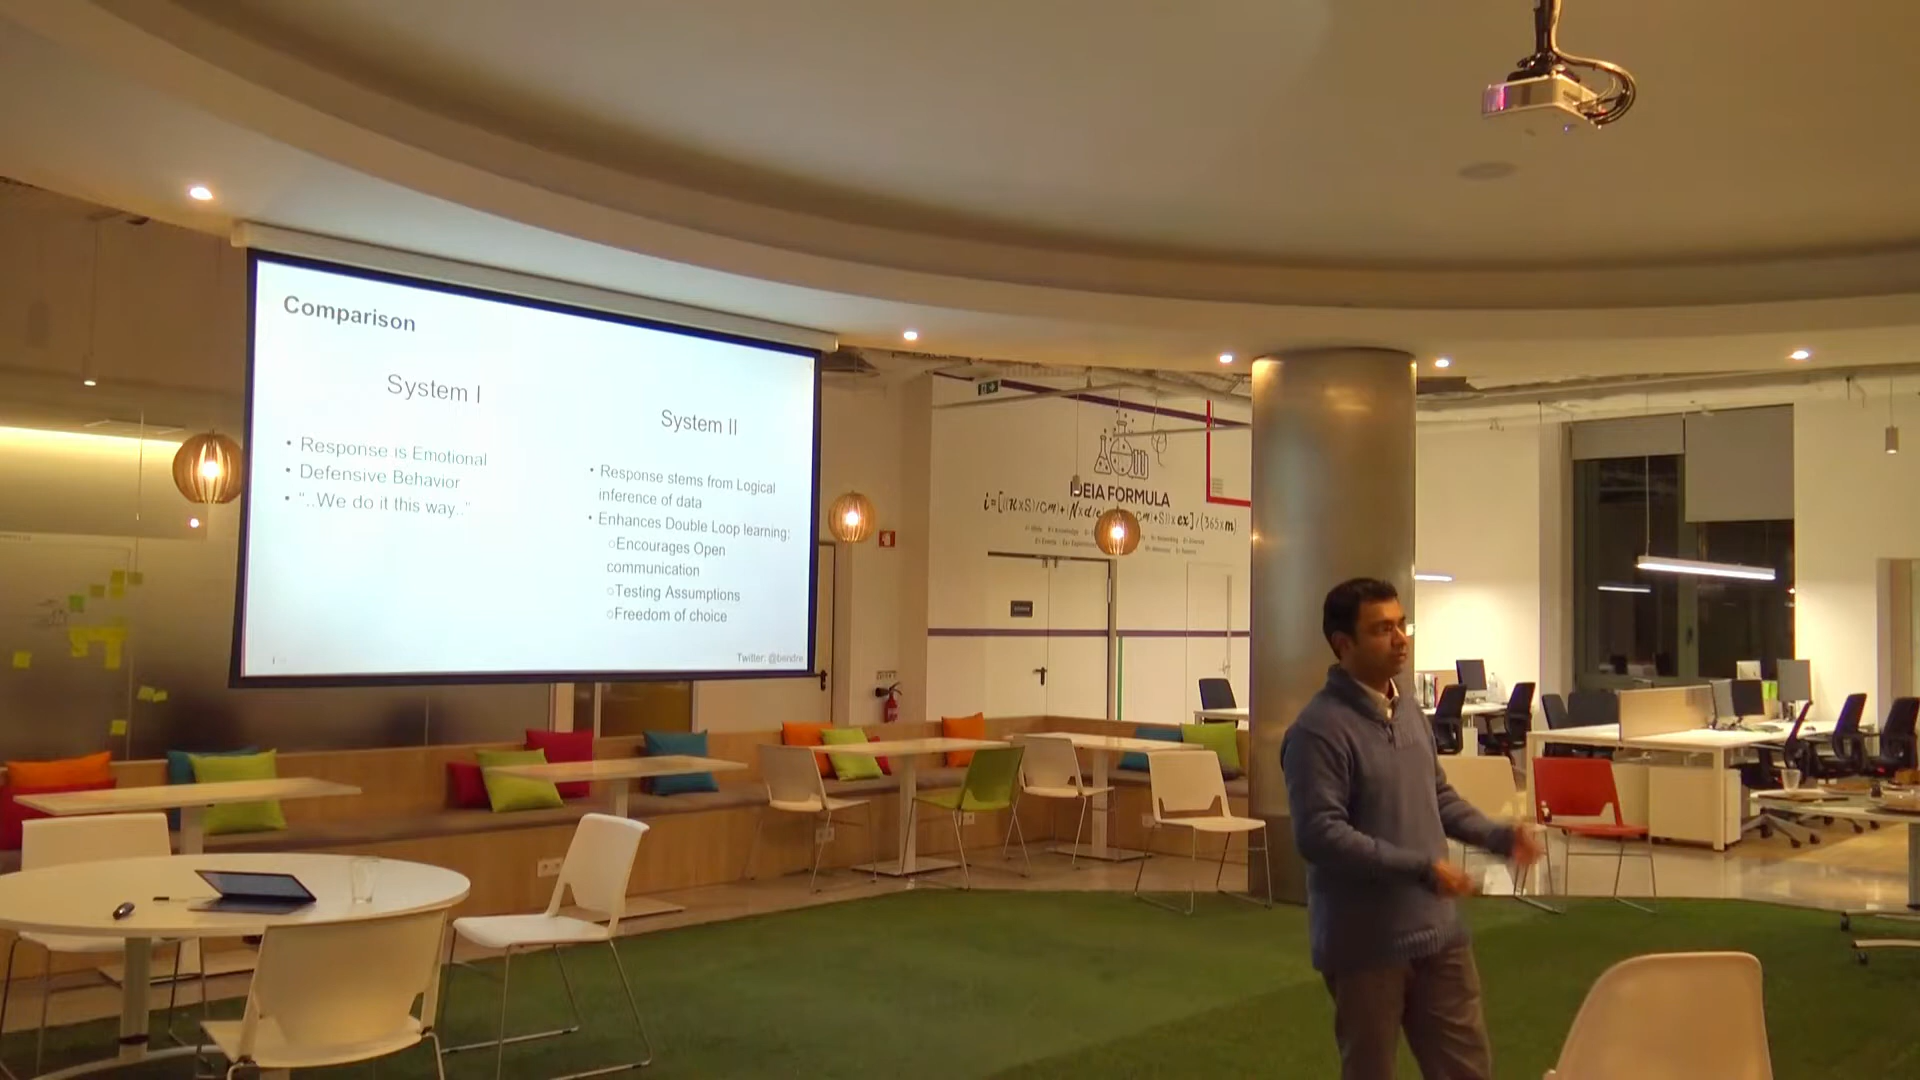 Comparison
System I
• Response is Emotional
• Defensive Behavior
• "..We do it this way.."
System II
• Response stems from Logical
inference of data
• Enhances Double Loop learning:
○Encourages Open
communication
○Testing Assumptions
○Freedom of choice
Twitter: @bendre
IDEIA FORMULA